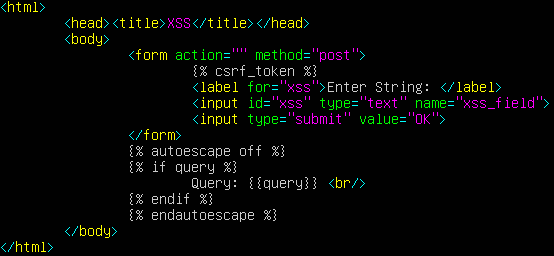 <html>
<head><title>XSS</title></head>
<body>
<form action="" method="post">
{% csrf_token %}
<label for="xss">Enter String: </label>
<input id="xss" type="text" name="xss_field">
<input type="submit" value="OK">
</form>
{% autoescape off %}
{% if query %}
Query: {{query}} <br/>
{% endif %}
{% endautoescape %}
</body>
</html>